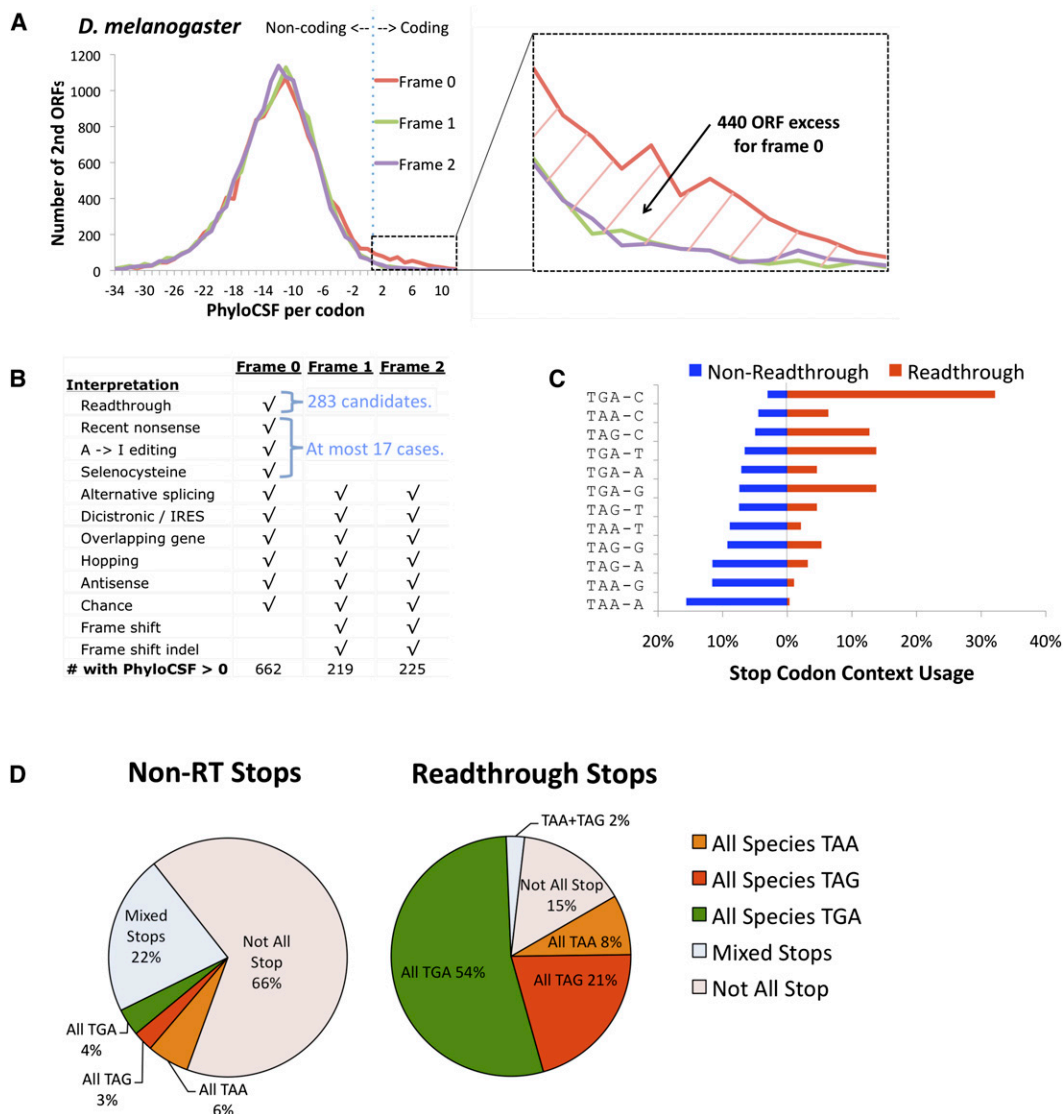 A
D. melanogaster
Non-coding <-- --> Coding
Number of 2nd ORFs
1200
1000
800
600
400
200
0
Frame 0
Frame 1
Frame 2
-34 -30 -26 -22 -18 -14 -10 -6 -2 2 6 10
PhyloCSF per codon
440 ORF excess
for frame 0
B
Frame 0 Frame 1 Frame 2
Interpretation
Readthrough √ 283 candidates.
Recent nonsense √
A -> I editing √ At most 17 cases.
Selenocysteine √
Alternative splicing √ √ √
Dicistronic / IRES √ √ √
Overlapping gene √ √ √
Hopping √ √ √
Antisense √ √ √
Chance √ √ √
Frame shift √ √
Frame shift indel √ √
# with PhyloCSF > 0 662 219 225
C
Non-Readthrough Readthrough
TGA-C
TAA-C
TAG-C
TGA-T
TGA-A
TGA-G
TAG-T
TAA-T
TAG-G
TAG-A
TAA-G
TAA-A
20% 10% 0% 10% 20% 30% 40%
Stop Codon Context Usage
D
Non-RT Stops
Mixed
Stops
22%
Not All
Stop
66%
All TGA
4%
All TAG
3%
All TAA
6%
Readthrough Stops
TAA+TAG 2%
Not All Stop
15%
All TAA 8%
All TGA 54%
All TAG 21%
All Species TAA
All Species TAG
All Species TGA
Mixed Stops
Not All Stop